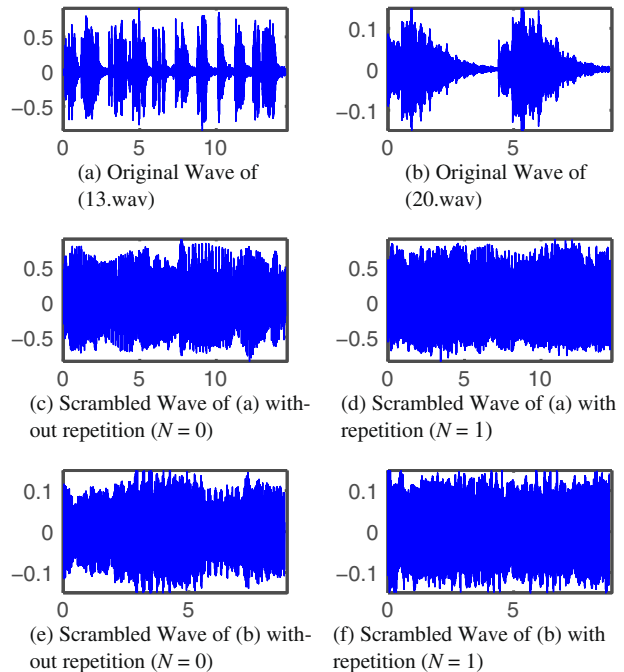 0.5
0
−0.5
0 5 10
(a) Original Wave of
(13.wav)
0.1
0
−0.1
0 5
(b) Original Wave of
(20.wav)
0.5
0
−0.5
0 5 10
(c) Scrambled Wave of (a) with-
out repetition (N = 0)
0 5 10
0.5
0
−0.5
(d) Scrambled Wave of (a) with
repetition (N = 1)
0.1
0
−0.1
0 5
(e) Scrambled Wave of (b) with-
out repetition (N = 0)
0.1
0
−0.1
0 5
(f) Scrambled Wave of (b) with
repetition (N = 1)